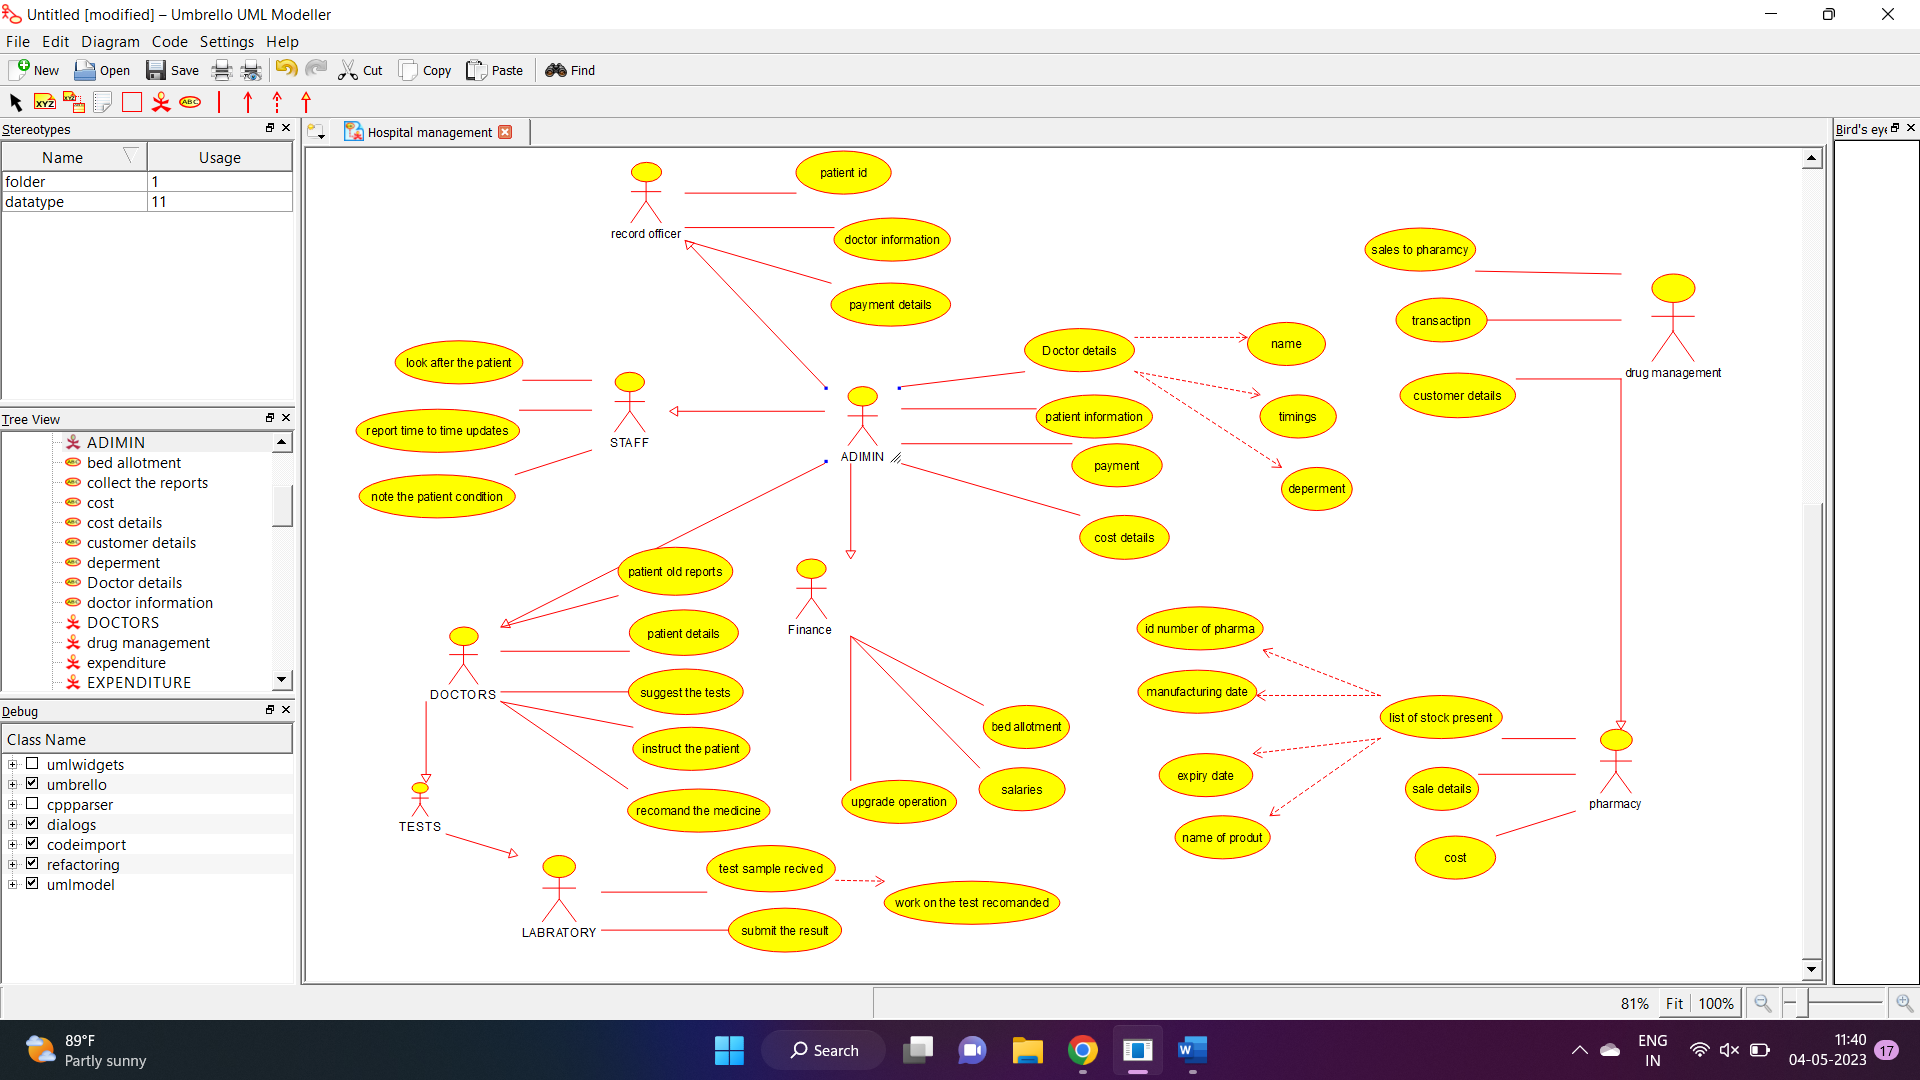 Untitled [modified] – Umbrello UML Modeller
File Edit Diagram Code Settings Help
New Open Save Cut Copy Paste Find
XYZ XYZ ABC
Stereotypes
Name Usage
folder 1
datatype 11
Tree View
ADIMIN
bed allotment
collect the reports
cost
cost details
customer details
deperment
Doctor details
doctor information
DOCTORS
drug management
expenditure
EXPENDITURE
Debug
Class Name
umlwidgets
umbrello
cppparser
dialogs
codeimport
refactoring
umlmodel
Hospital management
Bird's eye
patient id
record officer
doctor information
payment details
sales to pharamcy
transactipn
drug management
customer details
look after the patient
report time to time updates
STAFF
note the patient condition
ADIMIN
Doctor details
name
patient information
timings
payment
deperment
cost details
patient old reports
patient details
DOCTORS
suggest the tests
instruct the patient
recomand the medicine
Finance
bed allotment
salaries
upgrade operation
id number of pharma
manufacturing date
list of stock present
expiry date
sale details
pharmacy
name of produt
cost
TESTS
LABRATORY
test sample recived
work on the test recomanded
submit the result
81% Fit 100%
89°F
Partly sunny
Search
ENG
IN
11:40
04-05-2023
17